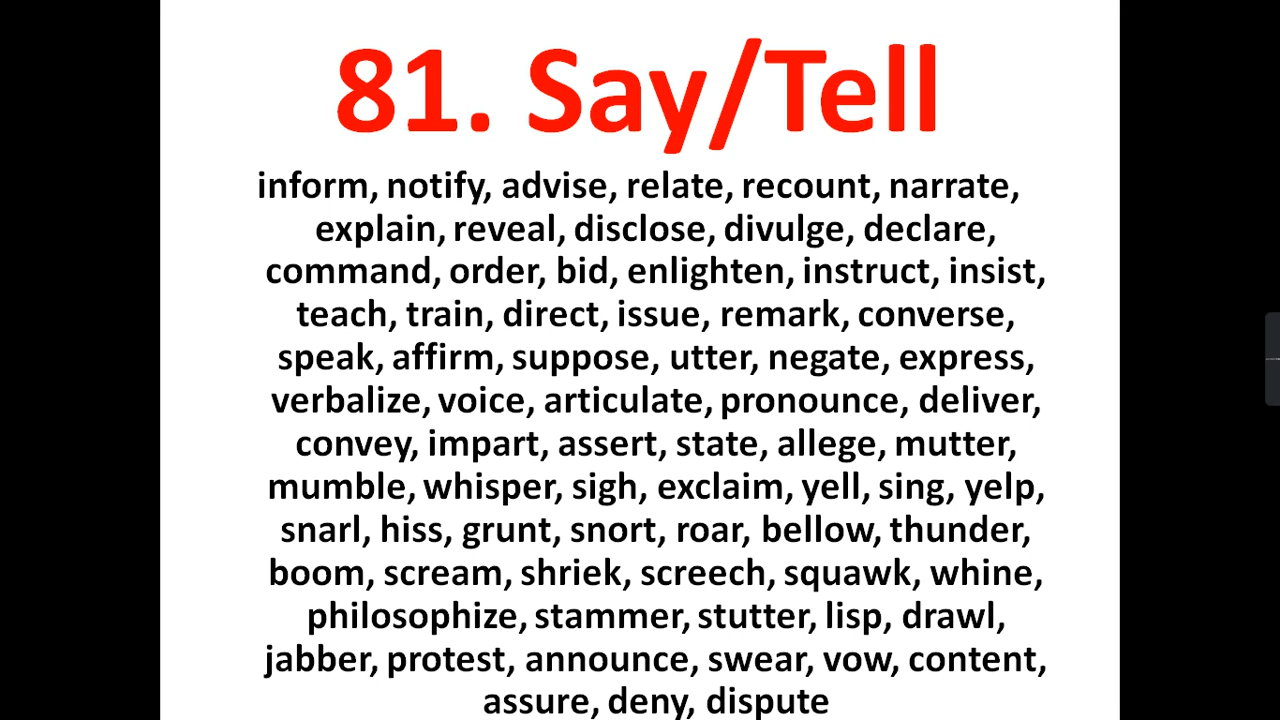 81. Say/Tell
inform, notify, advise, relate, recount, narrate,
explain, reveal, disclose, divulge, declare,
command, order, bid, enlighten, instruct, insist,
teach, train, direct, issue, remark, converse,
speak, affirm, suppose, utter, negate, express,
verbalize, voice, articulate, pronounce, deliver,
convey, impart, assert, state, allege, mutter,
mumble, whisper, sigh, exclaim, yell, sing, yelp,
snarl, hiss, grunt, snort, roar, bellow, thunder,
boom, scream, shriek, screech, squawk, whine,
philosophize, stammer, stutter, lisp, drawl,
jabber, protest, announce, swear, vow, content,
assure, deny, dispute